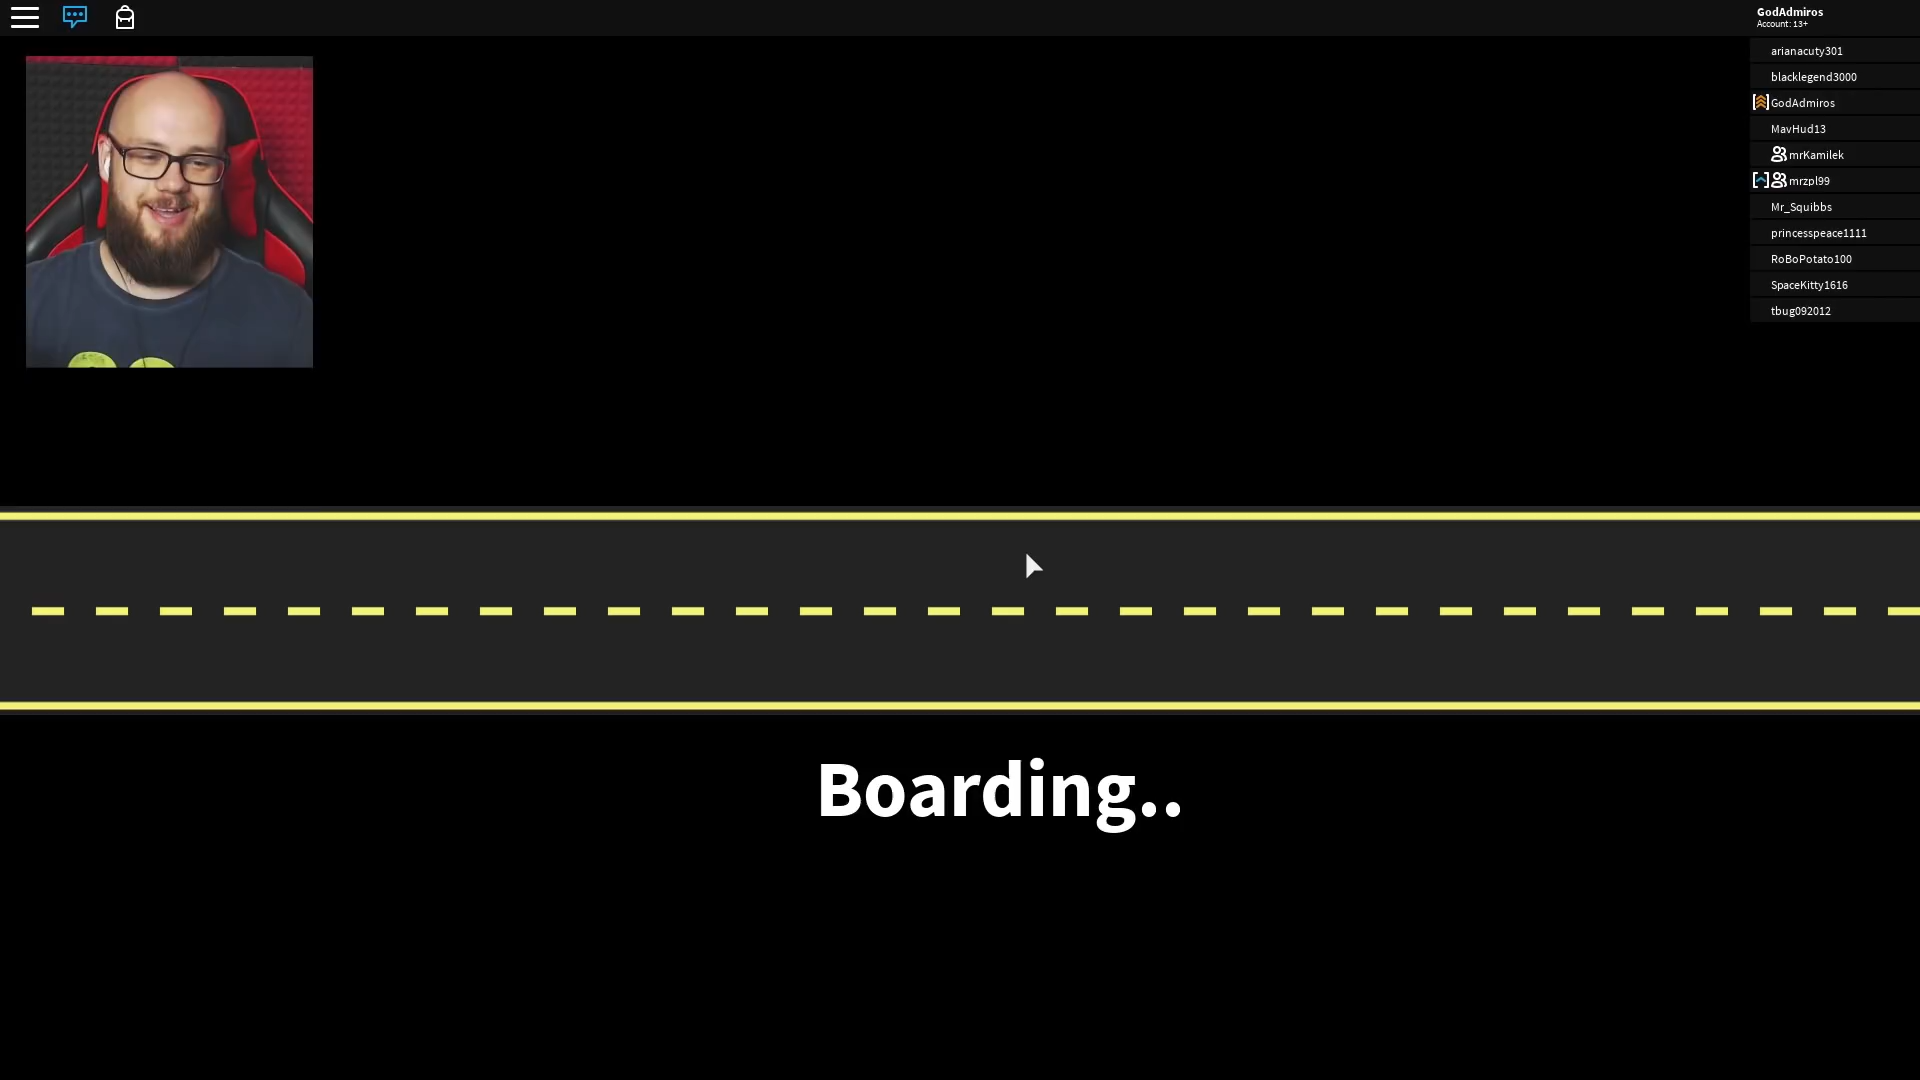 GodAdmiros
Account: 13+
arianacuty301
blacklegend3000
GodAdmiros
MavHud13
mrKamilek
mrzpl99
Mr_Squibbs
princesspeace1111
RoBoPotato100
SpaceKitty1616
tbug092012
Boarding..